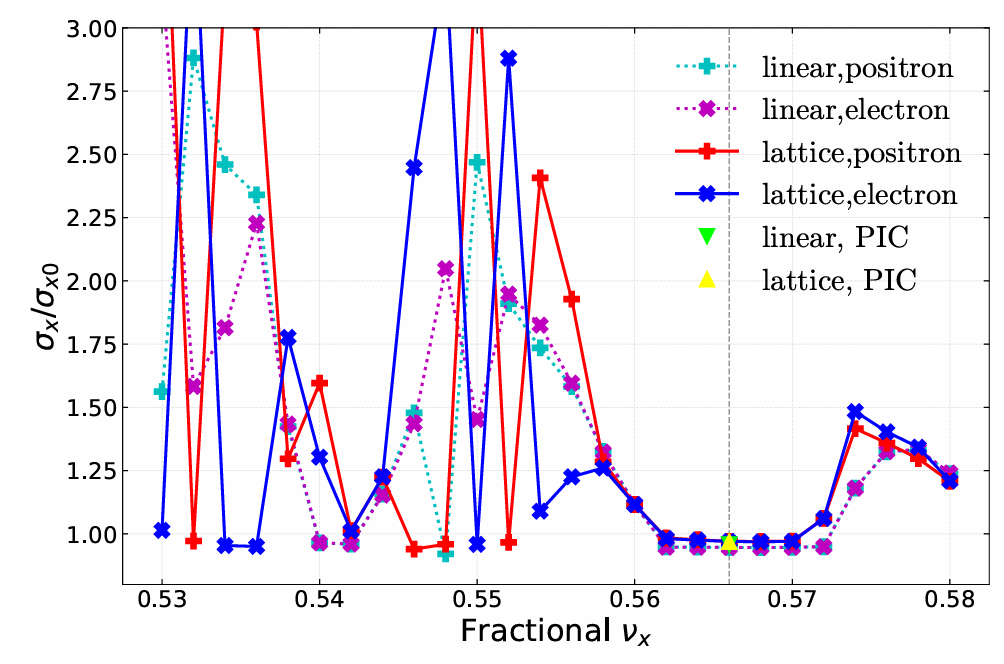 3.00
2.75
2.50
2.25
2.00
1.75
1.50
1.25
1.00
σx/σx0
linear,positron
linear,electron
lattice,positron
lattice,electron
linear, PIC
lattice, PIC
0.53 0.54 0.55 0.56 0.57 0.58
Fractional νx